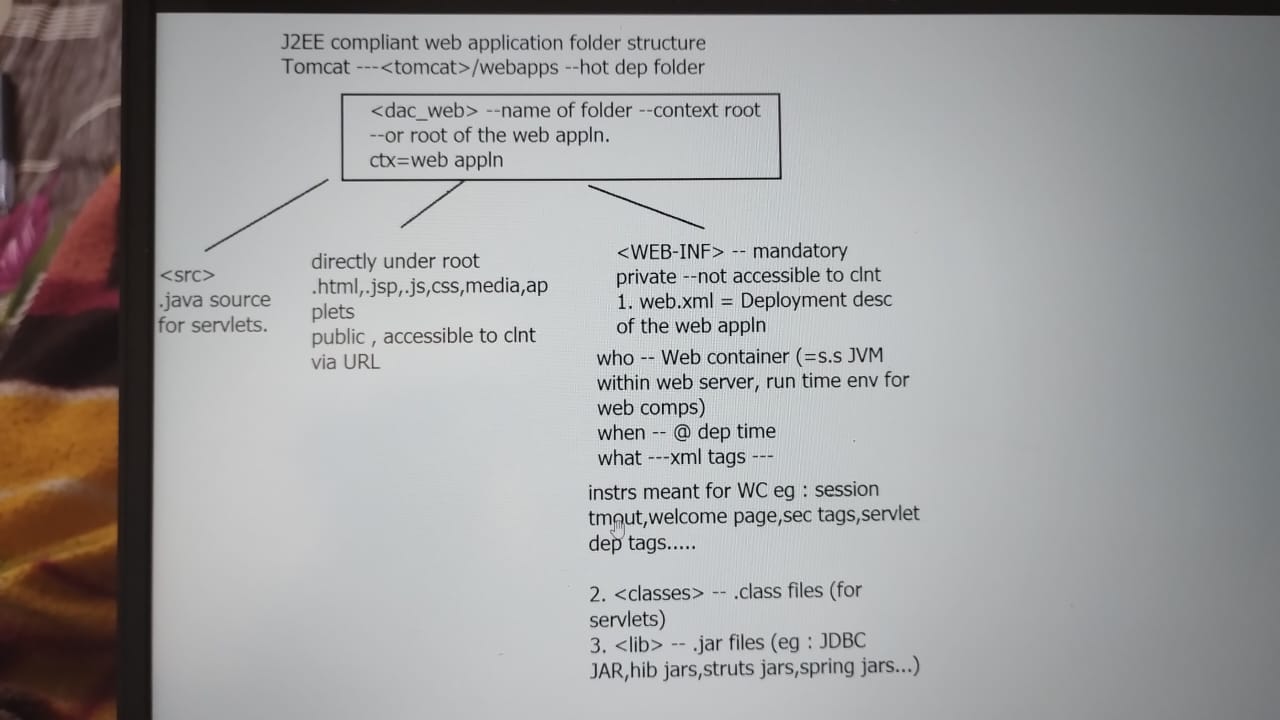 J2EE compliant web application folder structure
Tomcat ---<tomcat>/webapps --hot dep folder
<dac_web> --name of folder --context root
--or root of the web appln.
ctx=web appln
<src>
.java source
for servlets.
directly under root
.html,.jsp,.js,css,media,ap
plets
public , accessible to clnt
via URL
<WEB-INF> -- mandatory
private --not accessible to clnt
1. web.xml = Deployment desc
of the web appln
who -- Web container (=s.s JVM
within web server, run time env for
web comps)
when -- @ dep time
what ---xml tags ---
instrs meant for WC eg : session
tmout,welcome page,sec tags,servlet
dep tags.....
2. <classes> -- .class files (for
servlets)
3. <lib> -- .jar files (eg : JDBC
JAR,hib jars,struts jars,spring jars...)